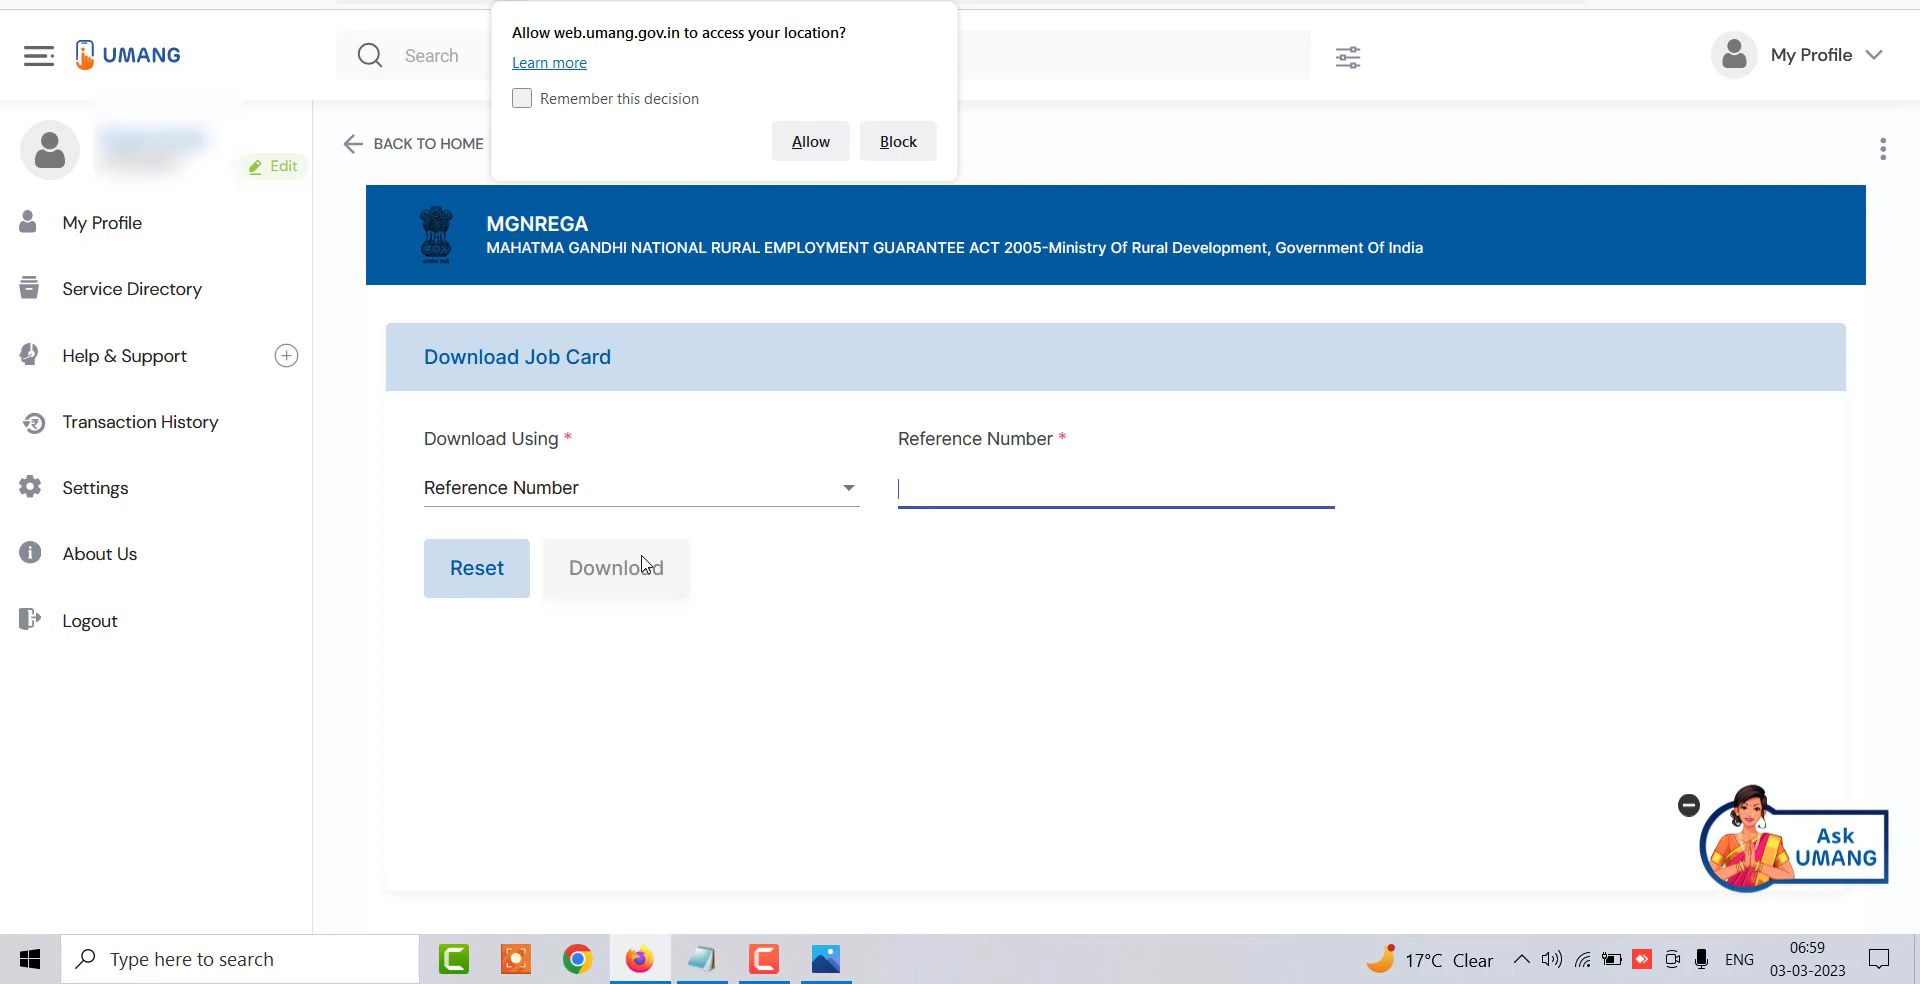 Allow web.umang.gov.in to access your location?
Learn more
Remember this decision
Allow
Block
UMANG
Search
My Profile
Edit
BACK TO HOME
My Profile
Service Directory
Help & Support
Transaction History
Settings
About Us
Logout
MGNREGA
MAHATMA GANDHI NATIONAL RURAL EMPLOYMENT GUARANTEE ACT 2005-Ministry Of Rural Development, Government Of India
Download Job Card
Download Using *
Reference Number *
Reference Number
Reset
Download
Ask
UMANG
Type here to search
17°C Clear
ENG
06:59
03-03-2023